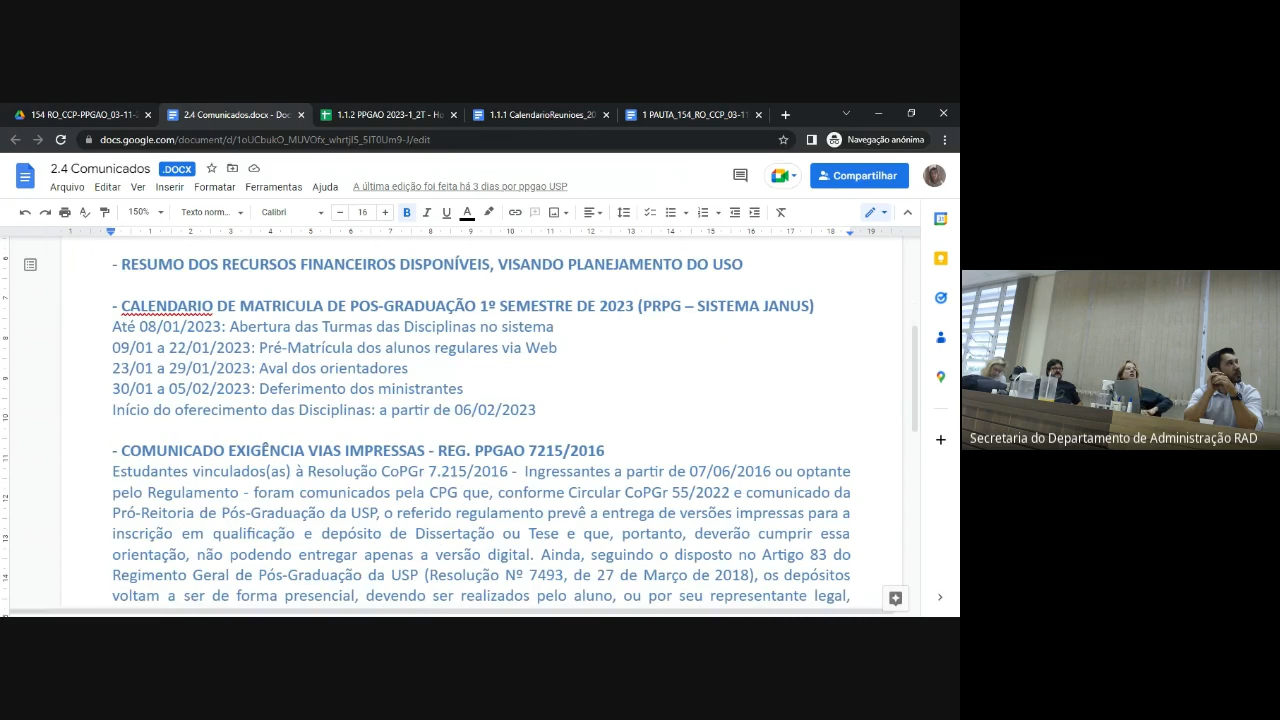 154 RO_CCP-PPGAO_03-11-
2.4 Comunicados.docx - Doc
1.1.2 PPGAO 2023-1_2T - Ho
1.1.1 CalendarioReunioes_20
1 PAUTA_154_RO_CCP_03-11
Navegação anónima
2.4 Comunicados
.DOCX
Compartilhar
Arquivo Editar Ver Inserir Formatar Ferramentas Ajuda
A última edição foi feita há 3 dias por ppgao USP
150% Texto norm... Calibri 16
- RESUMO DOS RECURSOS FINANCEIROS DISPONÍVEIS, VISANDO PLANEJAMENTO DO USO
- CALENDARIO DE MATRICULA DE POS-GRADUAÇÃO 1º SEMESTRE DE 2023 (PRPG – SISTEMA JANUS)
Até 08/01/2023: Abertura das Turmas das Disciplinas no sistema
09/01 a 22/01/2023: Pré-Matrícula dos alunos regulares via Web
23/01 a 29/01/2023: Aval dos orientadores
30/01 a 05/02/2023: Deferimento dos ministrantes
Início do oferecimento das Disciplinas: a partir de 06/02/2023
- COMUNICADO EXIGÊNCIA VIAS IMPRESSAS - REG. PPGAO 7215/2016
Estudantes vinculados(as) à Resolução CoPGr 7.215/2016 - Ingressantes a partir de 07/06/2016 ou optante
pelo Regulamento - foram comunicados pela CPG que, conforme Circular CoPGr 55/2022 e comunicado da
Pró-Reitoria de Pós-Graduação da USP, o referido regulamento prevê a entrega de versões impressas para a
inscrição em qualificação e depósito de Dissertação ou Tese e que, portanto, deverão cumprir essa
orientação, não podendo entregar apenas a versão digital. Ainda, seguindo o disposto no Artigo 83 do
Regimento Geral de Pós-Graduação da USP (Resolução Nº 7493, de 27 de Março de 2018), os depósitos
voltam a ser de forma presencial, devendo ser realizados pelo aluno, ou por seu representante legal,
Secretaria do Departamento de Administração RAD